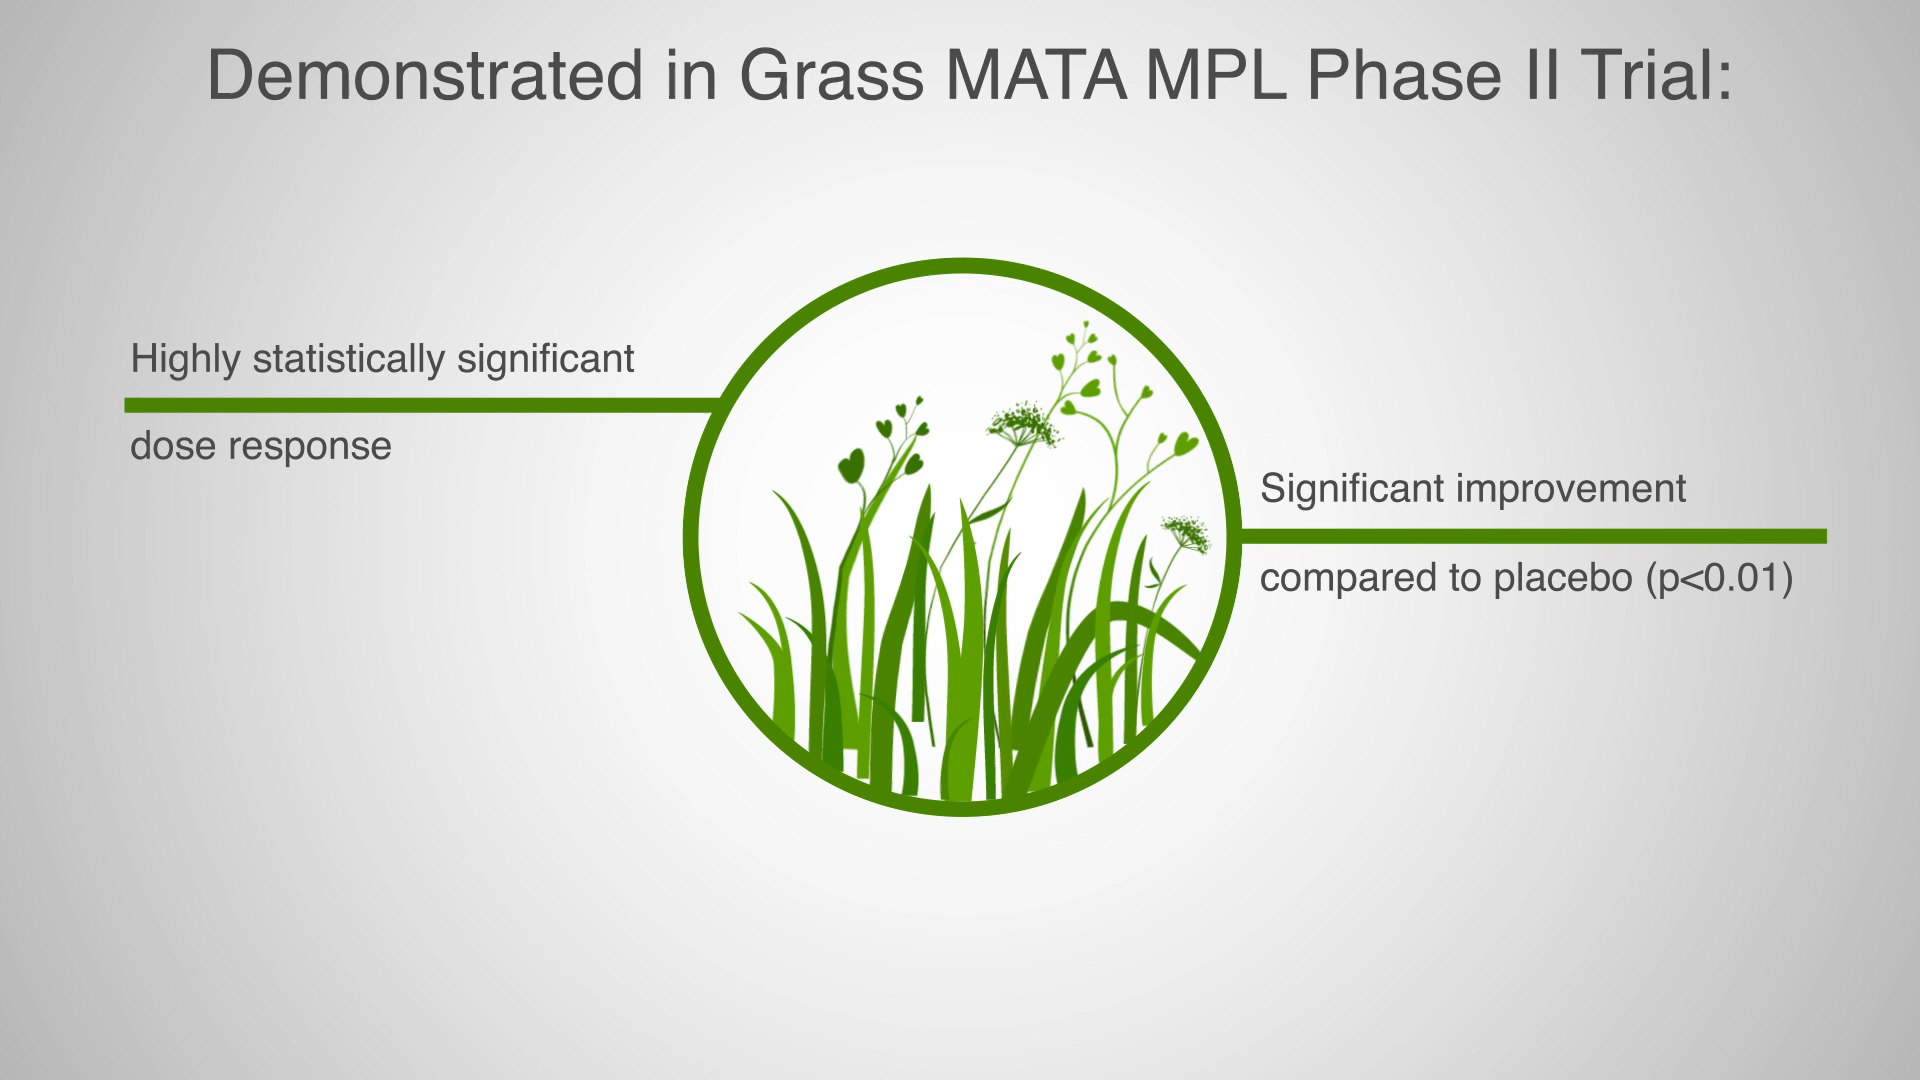 Demonstrated in Grass MATA MPL Phase II Trial:
Highly statistically significant
dose response
Significant improvement
compared to placebo (p<0.01)